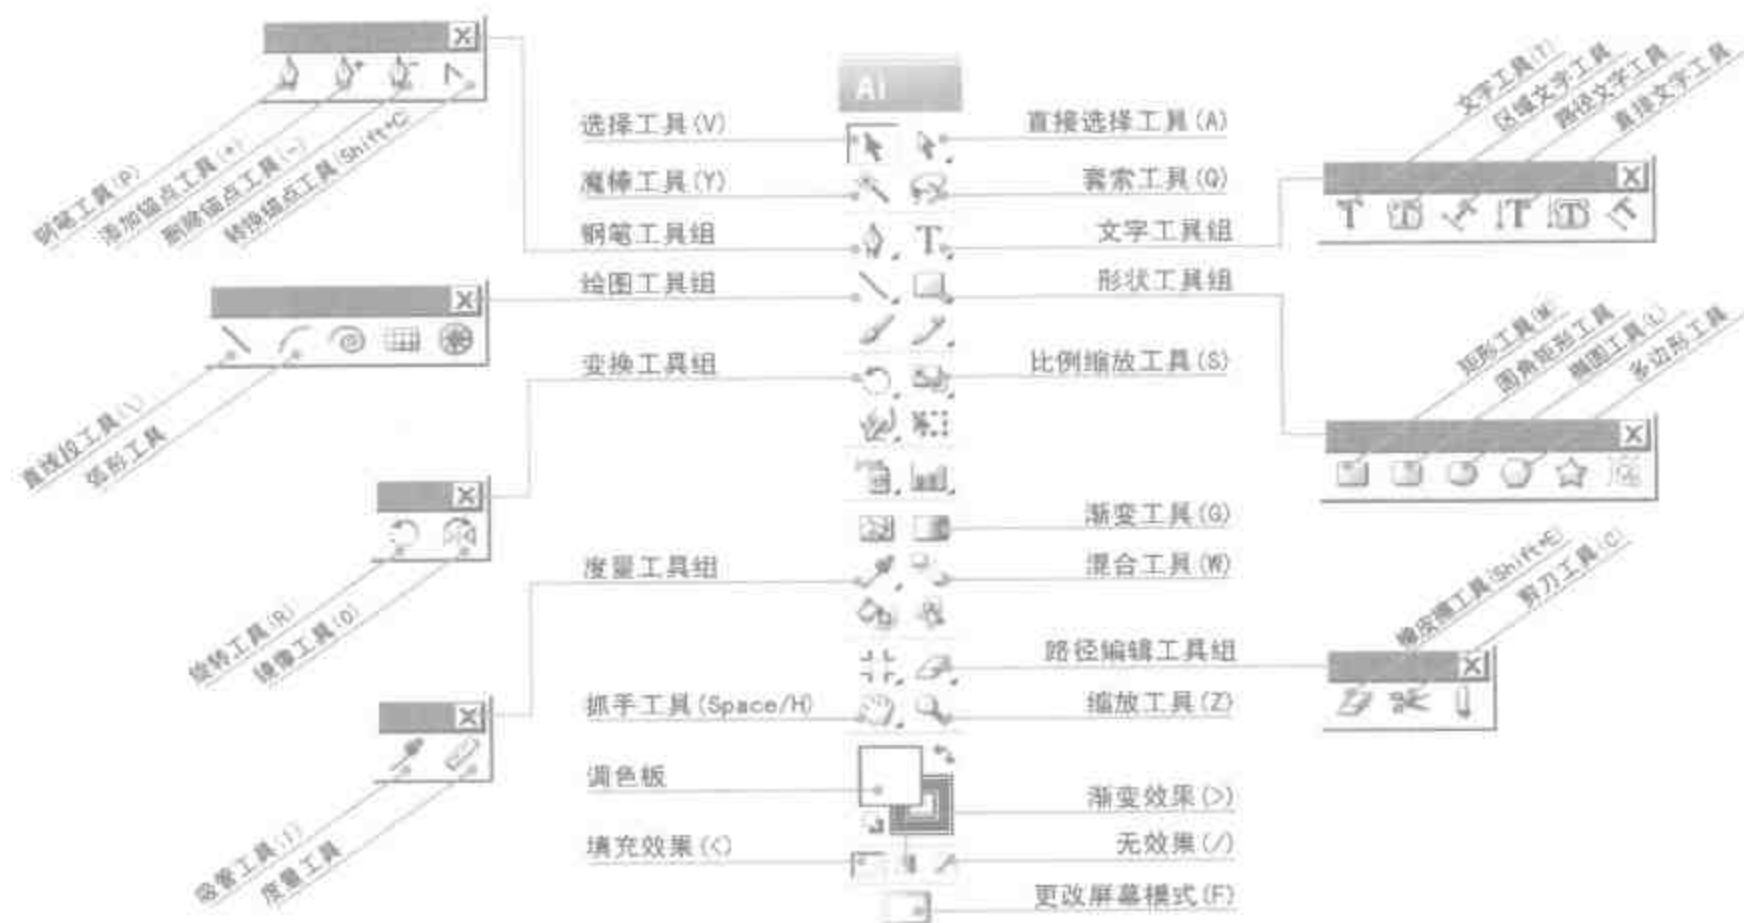 Ai
选择工具(V)
魔棒工具(Y)
钢笔工具组
绘图工具组
变换工具组
度量工具组
抓手工具(Space/H)
调色板
填充效果(<)
直接选择工具(A)
套索工具(Q)
文字工具组
形状工具组
比例缩放工具(S)
渐变工具(G)
混合工具(W)
路径编辑工具组
缩放工具(Z)
渐变效果(>)
无效果(/)
更改屏幕模式(F)
钢笔工具(P)
添加锚点工具(+)
删除锚点工具(-)
转换锚点工具(Shift+C
直线段工具(\)
弧形工具
旋转工具(R)
镜像工具(O)
吸管工具(I)
度量工具
文字工具(T)
区域文字工具
路径文字工具
直接文字工具
矩形工具(M)
圆角矩形工具
椭圆工具(L)
多边形工具
橡皮擦工具(Shift+E
剪刀工具(C)